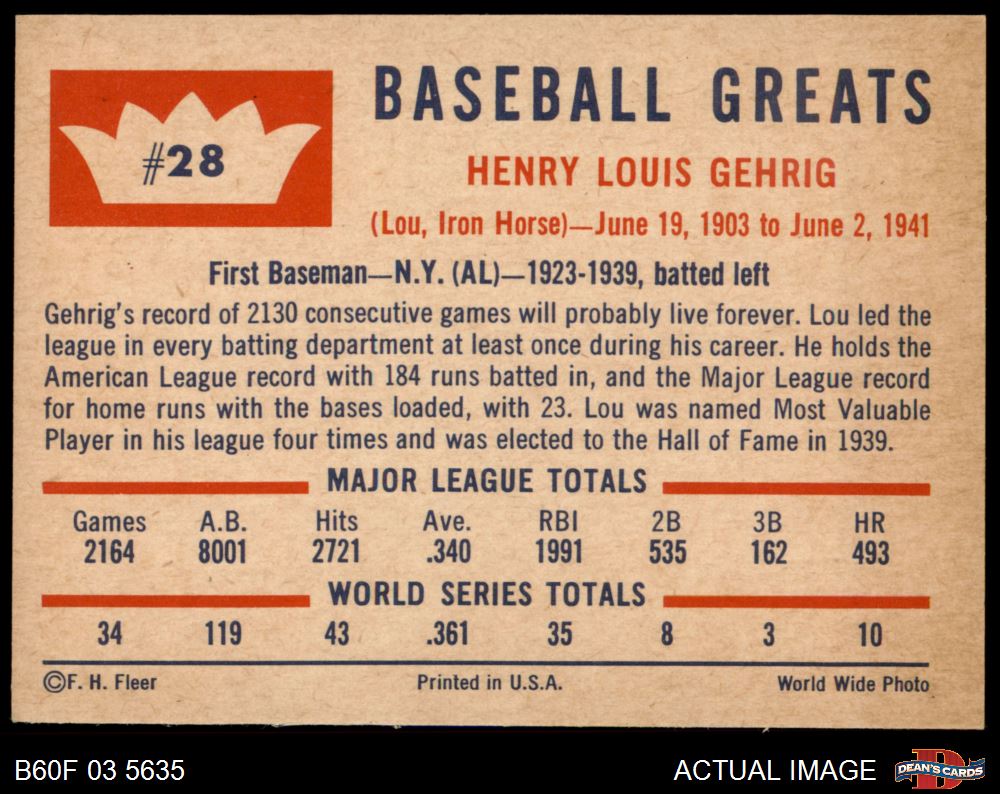 #28
BASEBALL GREATS
HENRY LOUIS GEHRIG
(Lou, Iron Horse)—June 19, 1903 to June 2, 1941
First Baseman—N.Y. (AL)—1923-1939, batted left
Gehrig's record of 2130 consecutive games will probably live forever. Lou led the
league in every batting department at least once during his career. He holds the
American League record with 184 runs batted in, and the Major League record
for home runs with the bases loaded, with 23. Lou was named Most Valuable
Player in his league four times and was elected to the Hall of Fame in 1939.
MAJOR LEAGUE TOTALS
Games A.B. Hits Ave. RBI 2B 3B HR
2164 8001 2721 .340 1991 535 162 493
WORLD SERIES TOTALS
34 119 43 .361 35 8 3 10
©F. H. Fleer Printed in U.S.A. World Wide Photo
B60F 03 5635 ACTUAL IMAGE DEAN'S CARDS